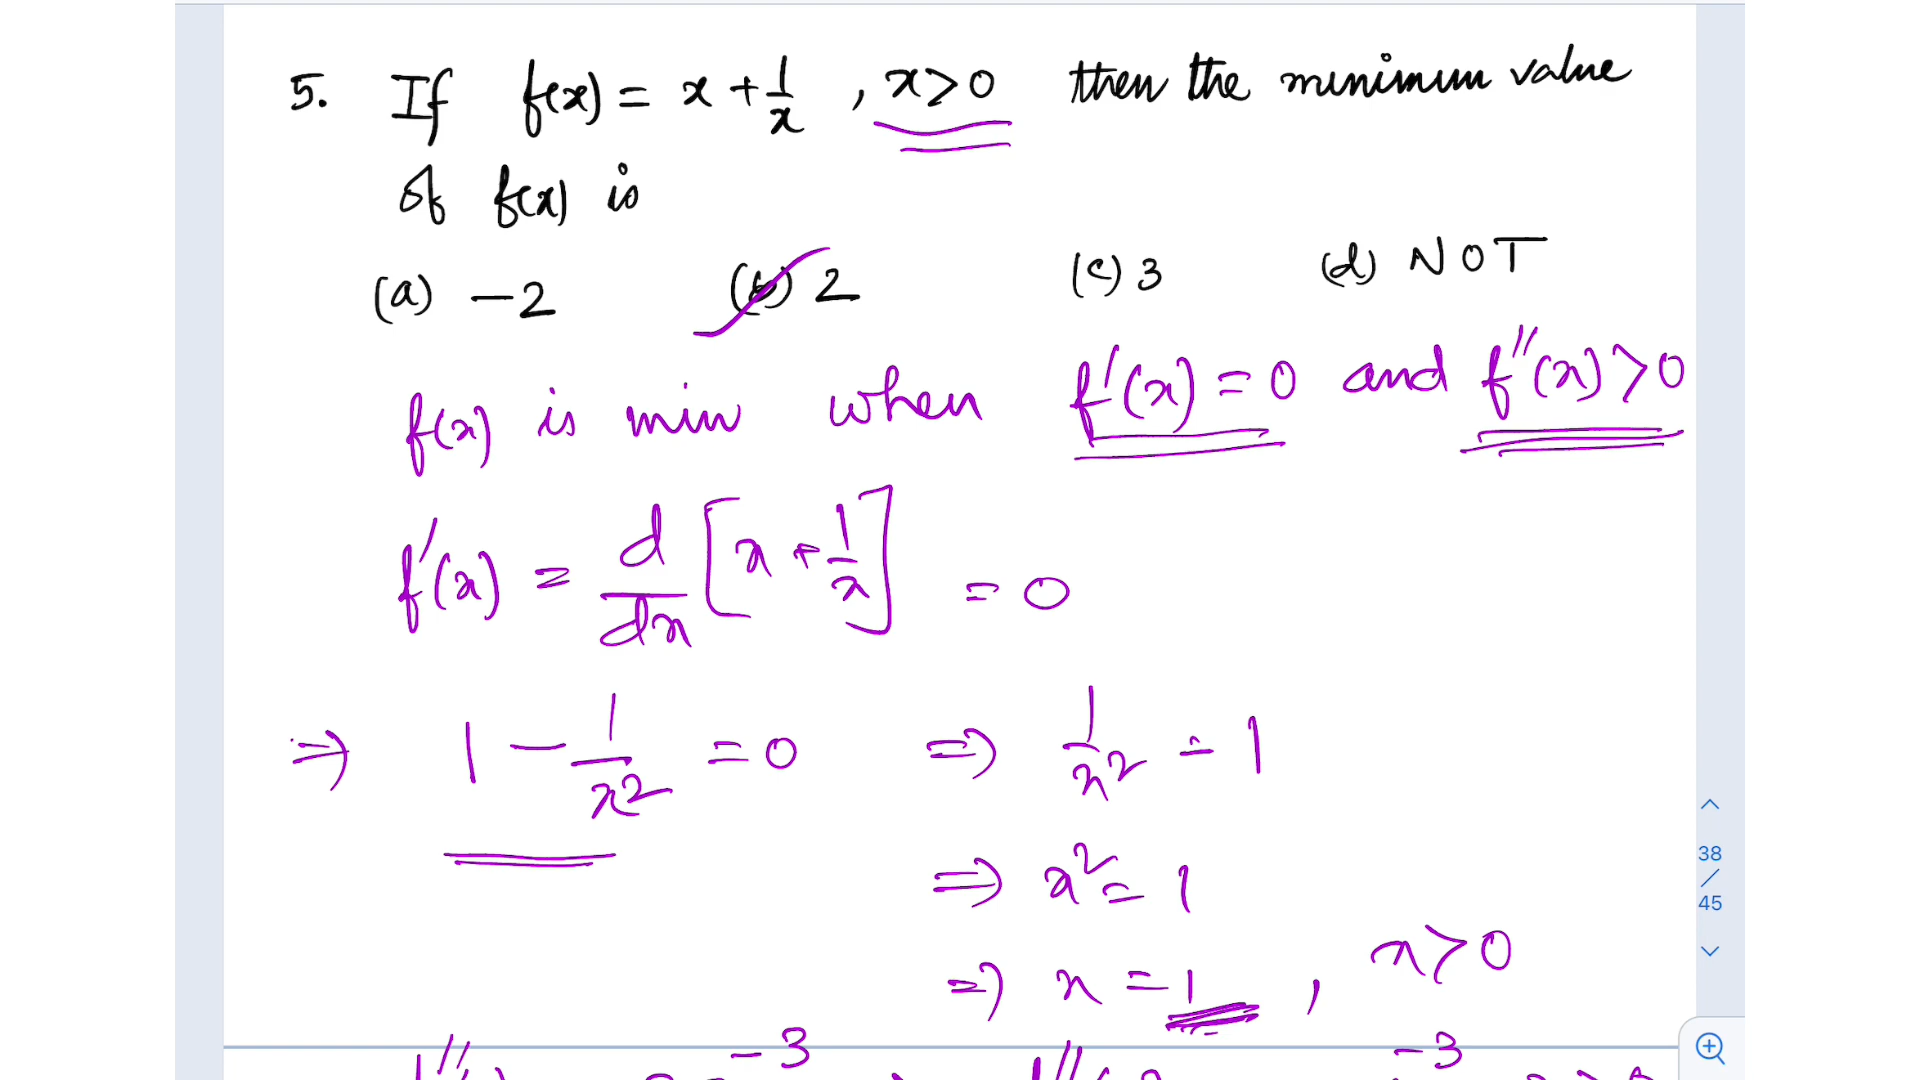 5. If f(x) = x + 1/x , x>0 then the minimum value
of f(x) is
(a) -2 (b) 2 (c) 3 (d) NOT
f(x) is min when f'(x) = 0 and f''(x) > 0
f'(x) = d/dx [x + 1/x] = 0
⇒ 1 - 1/x² = 0 ⇒ 1/x² = 1
⇒ x² = 1
⇒ x = 1 , x>0
38
/
45